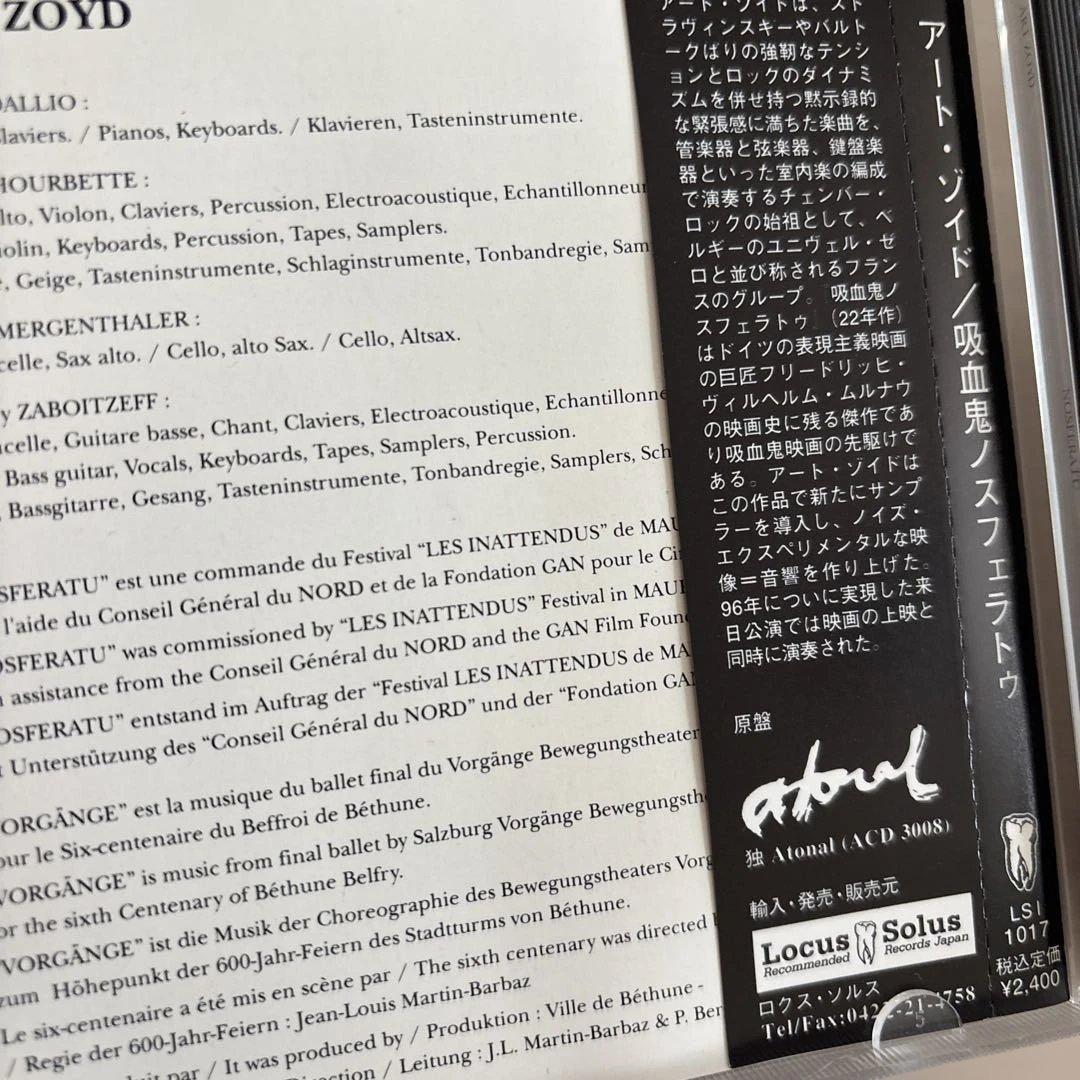 ZOYD
DALLIO :
Claviers. / Pianos, Keyboards. / Klavieren, Tasteninstrumente.
HOURBETTE :
Alto, Violon, Claviers, Percussion, Electroacoustique, Echantillonneur
Violin, Keyboards, Percussion, Tapes, Samplers.
, Geige, Tasteninstrumente, Schlaginstrumente, Tonbandregie, Sam
MERGENTHALER :
celle, Sax alto. / Cello, alto Sax. / Cello, Altsax.
y ZABOITZEFF :
celle, Guitare basse, Chant, Claviers, Electroacoustique, Echantillonne
Bass guitar, Vocals, Keyboards, Tapes, Samplers, Percussion.
, Bassgitarre, Gesang, Tasteninstrumente, Tonbandregie, Samplers, Sch
SFERATU” est une commande du Festival “LES INATTENDUS” de MAU
l'aide du Conseil Général du NORD et de la Fondation GAN pour le Cin
OSFERATU” was commissioned by “LES INATTENDUS” Festival in MAU
assistance from the Conseil Général du NORD and the GAN Film Foun
OSFERATU” entstand im Auftrag der “Festival LES INATTENDUS de MA
Unterstützung des “Conseil Général du NORD” und der “Fondation GAN
VORGÄNGE” est la musique du ballet final du Vorgänge Bewegungstheater
our le Six-centenaire du Beffroi de Béthune.
VORGÄNGE” is music from final ballet by Salzburg Vorgänge Bewegungsth
or the sixth Centenary of Béthune Belfry.
VORGÄNGE” ist die Musik der Choreographie des Bewegungstheaters Vorg
zum Höhepunkt der 600-Jahr-Feiern des Stadtturms von Béthune.
Le six-centenaire a été mis en scène par / The sixth centenary was directed b
/ Regie der 600-Jahr-Feiern : Jean-Louis Martin-Barbaz
par / It was produced by / Produktion : Ville de Béthune -
Direction / Leitung : J.L. Martin-Barbaz & P. Ber
アート・ゾイドは、スト
ラヴィンスキーやバルト
ークばりの強靭なテンシ
ョンとロックのダイナミ
ズムを併せ持つ黙示録的
な緊張感に満ちた楽曲を、
管楽器と弦楽器、鍵盤楽
器といった室内楽の編成
で演奏するチェンバー・
ロックの始祖として、ベ
ルギーのユニヴェル・ゼ
ロと並び称されるフラン
スのグループ。吸血鬼ノ
スフェラトゥ（22年作）
はドイツの表現主義映画
の巨匠フリードリッヒ・
ヴィルヘルム・ムルナウ
の映画史に残る傑作であ
り吸血鬼映画の先駆けで
ある。アート・ゾイドは
この作品で新たにサンプ
ラーを導入し、ノイズ・
エクスペリメンタルな映
像＝音響を作り上げた。
96年についに実現した来
日公演では映画の上映と
同時に演奏された。
原盤
atonal
独 Atonal (ACD 3008)
輸入・発売・販売元
Locus Solus
Recommended Records Japan
ロクス・ソルス
Tel/Fax:0422-21-4758
5
アート・ゾイド／吸血鬼ノスフェラトゥ
LSI
1017
税込定価
¥2,400
ART ZOYD
NOSFERATU